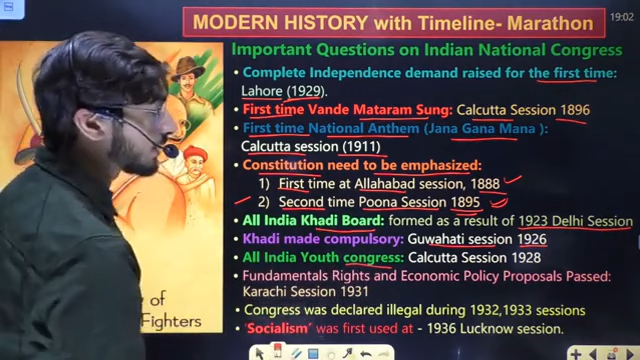 MODERN HISTORY with Timeline- Marathon
19:02
Important Questions on Indian National Congress
• Complete Independence demand raised for the first time:
Lahore (1929).
• First time Vande Mataram Sung: Calcutta Session 1896
• First time National Anthem (Jana Gana Mana ):
Calcutta session (1911)
• Constitution need to be emphasized:
1) First time at Allahabad session, 1888
2) Second time Poona Session 1895
• All India Khadi Board: formed as a result of 1923 Delhi Session
• Khadi made compulsory: Guwahati session 1926
• All India Youth congress: Calcutta Session 1928
• Fundamentals Rights and Economic Policy Proposals Passed:
Karachi Session 1931
• Congress was declared illegal during 1932,1933 sessions
• 'Socialism' was first used at - 1936 Lucknow session.
y of
Fighters